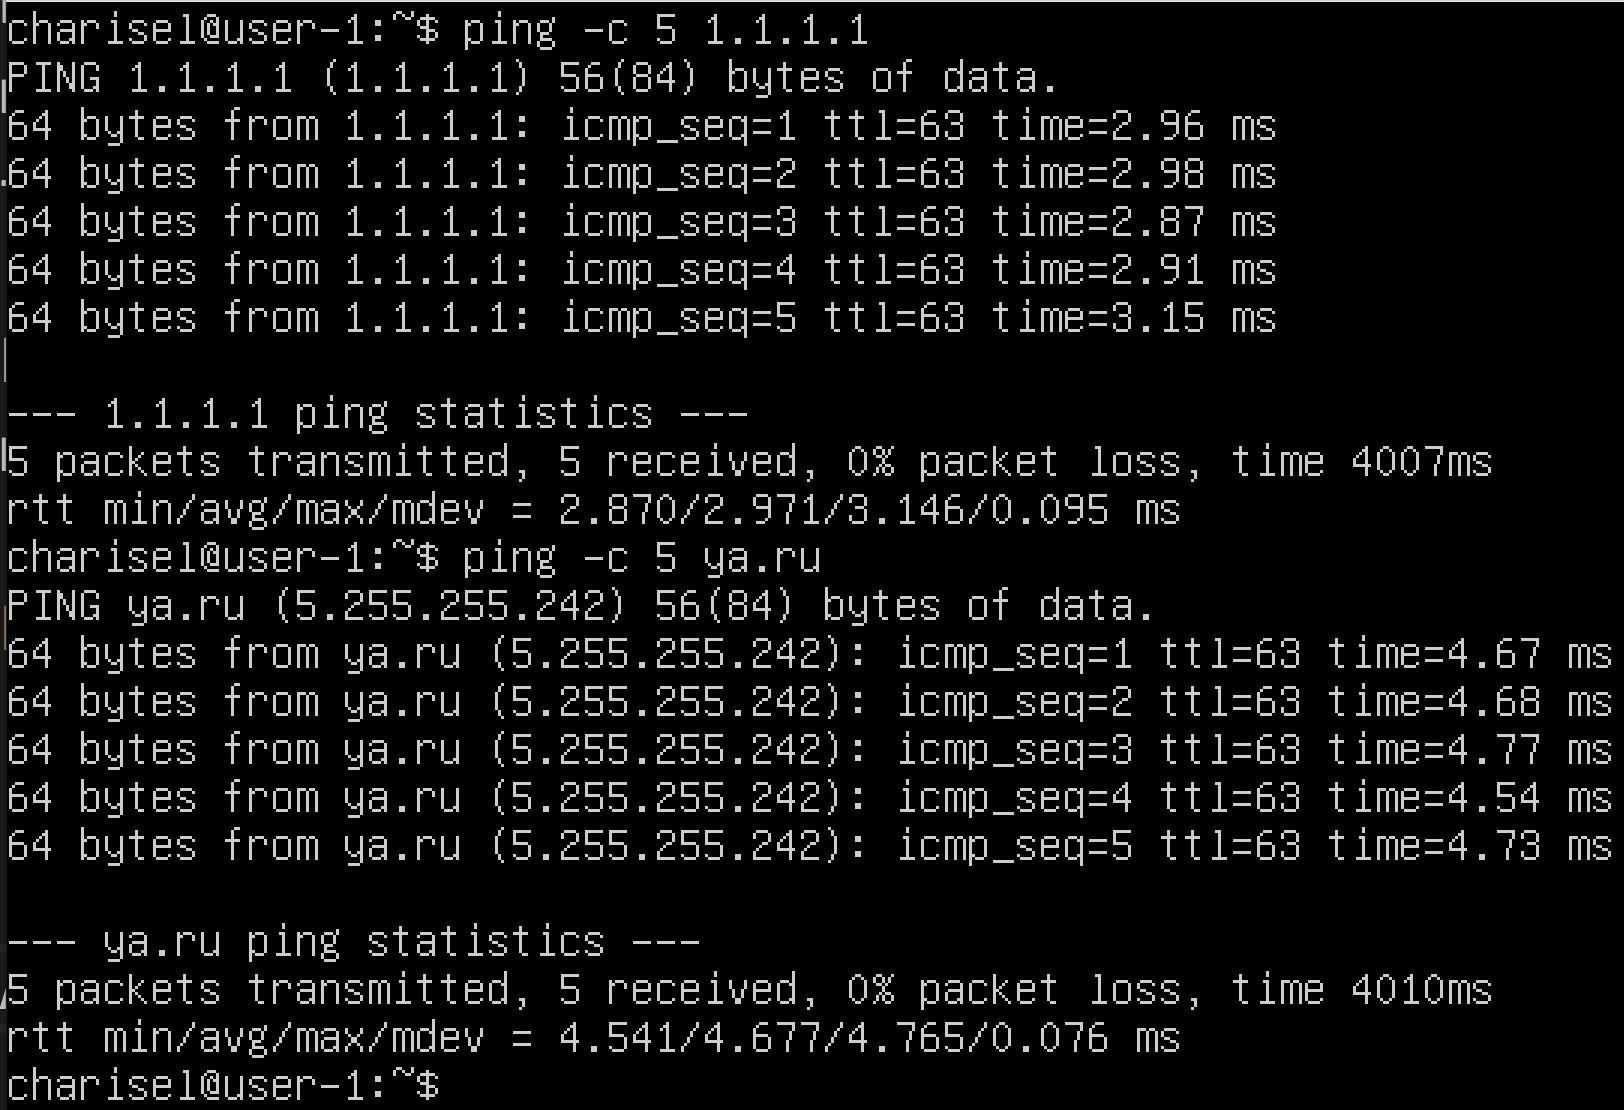 charisel@user-1:~$ ping -c 5 1.1.1.1
PING 1.1.1.1 (1.1.1.1) 56(84) bytes of data.
64 bytes from 1.1.1.1: icmp_seq=1 ttl=63 time=2.96 ms
64 bytes from 1.1.1.1: icmp_seq=2 ttl=63 time=2.98 ms
64 bytes from 1.1.1.1: icmp_seq=3 ttl=63 time=2.87 ms
64 bytes from 1.1.1.1: icmp_seq=4 ttl=63 time=2.91 ms
64 bytes from 1.1.1.1: icmp_seq=5 ttl=63 time=3.15 ms
--- 1.1.1.1 ping statistics ---
5 packets transmitted, 5 received, 0% packet loss, time 4007ms
rtt min/avg/max/mdev = 2.870/2.971/3.146/0.095 ms
charisel@user-1:~$ ping -c 5 ya.ru
PING ya.ru (5.255.255.242) 56(84) bytes of data.
64 bytes from ya.ru (5.255.255.242): icmp_seq=1 ttl=63 time=4.67 ms
64 bytes from ya.ru (5.255.255.242): icmp_seq=2 ttl=63 time=4.68 ms
64 bytes from ya.ru (5.255.255.242): icmp_seq=3 ttl=63 time=4.77 ms
64 bytes from ya.ru (5.255.255.242): icmp_seq=4 ttl=63 time=4.54 ms
64 bytes from ya.ru (5.255.255.242): icmp_seq=5 ttl=63 time=4.73 ms
--- ya.ru ping statistics ---
5 packets transmitted, 5 received, 0% packet loss, time 4010ms
rtt min/avg/max/mdev = 4.541/4.677/4.765/0.076 ms
charisel@user-1:~$